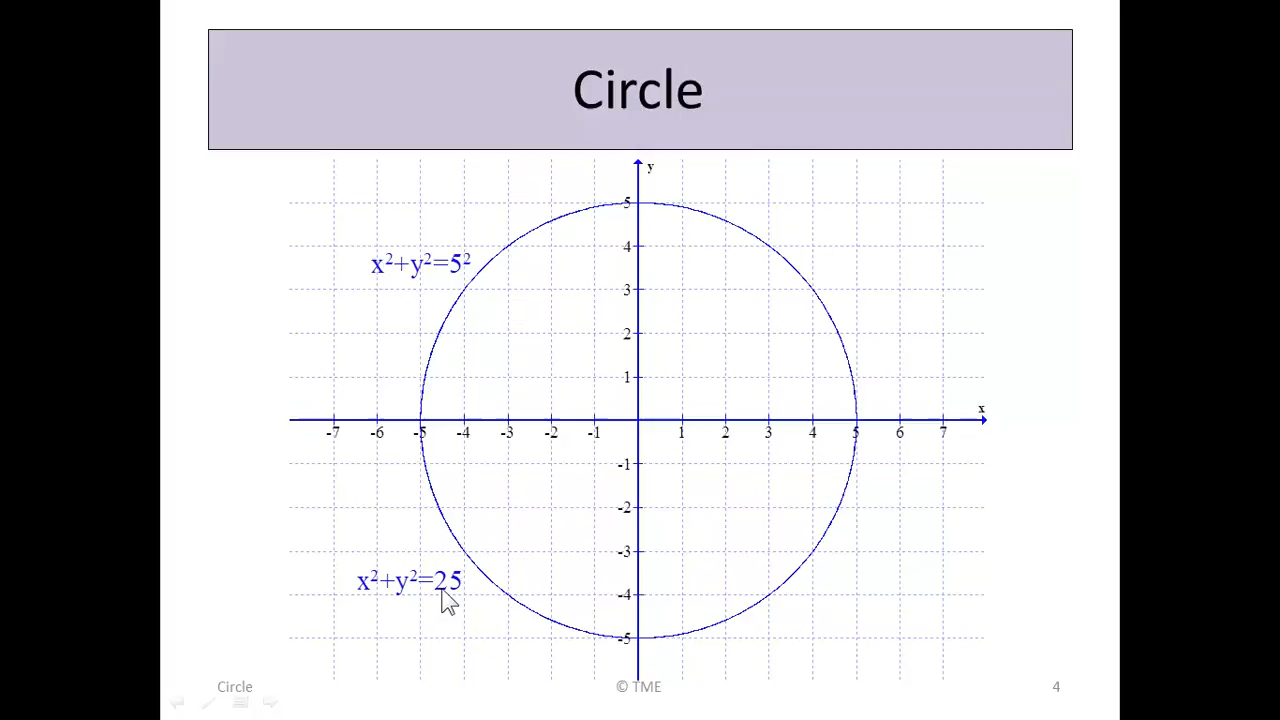 Circle
y
5
x²+y²=5²
4
3
2
1
x
-7 -6 -5 -4 -3 -2 -1 1 2 3 4 5 6 7
-1
-2
-3
x²+y²=25
-4
-5
Circle © TME 4